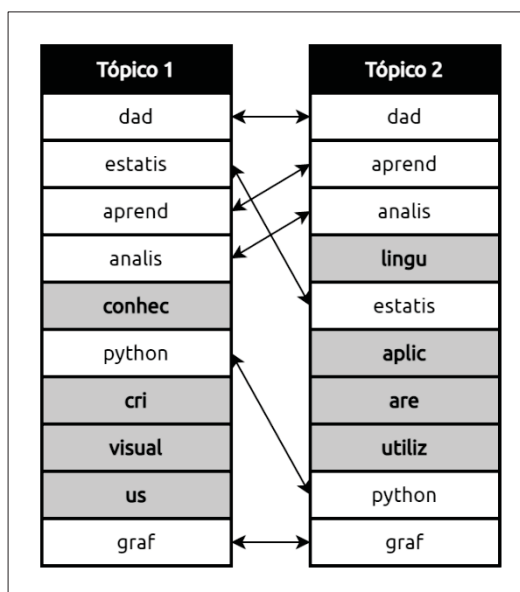 Tópico 1
dad
estatis
aprend
analis
conhec
python
cri
visual
us
graf
Tópico 2
dad
aprend
analis
lingu
estatis
aplic
are
utiliz
python
graf